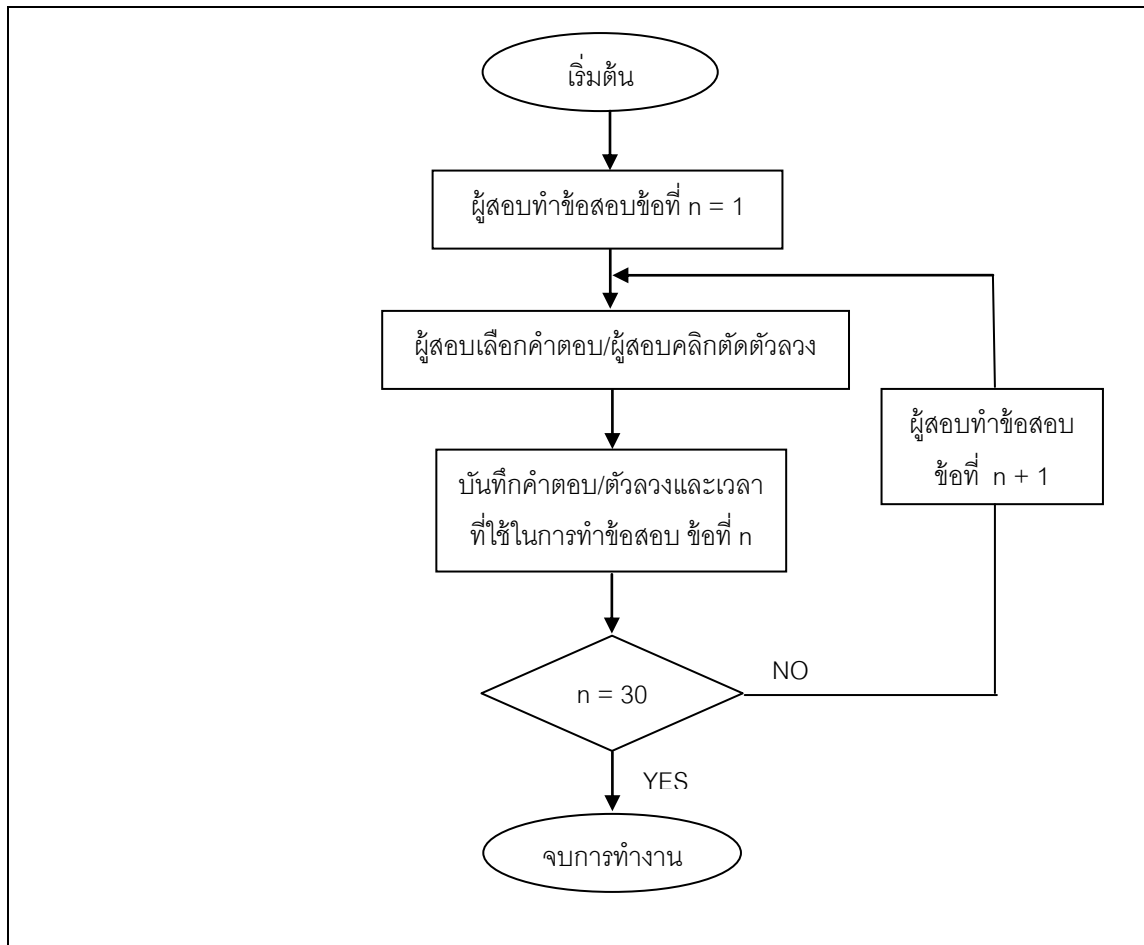 เริ่มต้น
ผู้สอบทำข้อสอบข้อที่ n = 1
ผู้สอบเลือกคำตอบ/ผู้สอบคลิกตัดตัวลวง
ผู้สอบทำข้อสอบ
ข้อที่ n + 1
บันทึกคำตอบ/ตัวลวงและเวลา
ที่ใช้ในการทำข้อสอบ ข้อที่ n
n = 30
NO
YES
จบการทำงาน